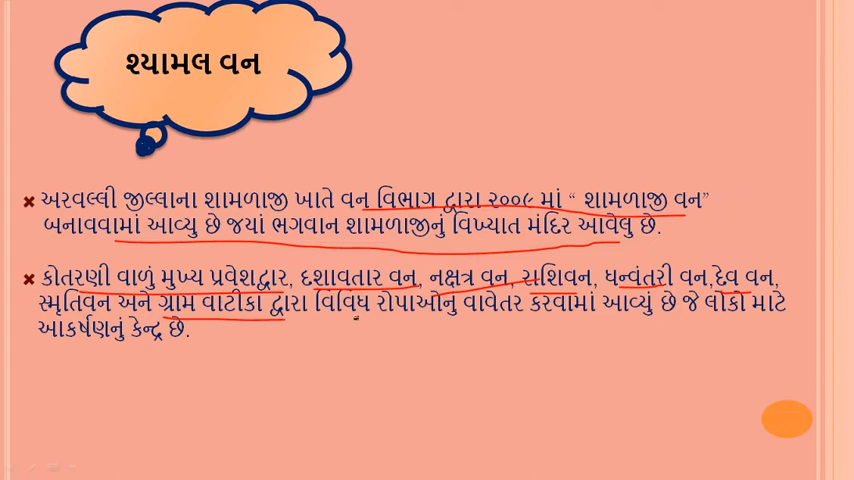 શ્યામલ વન
અરવલ્લી જીલ્લાના શામળાજી ખાતે વન વિભાગ દ્વારા ૨૦૦૯ માં “ શામળાજી વન”
બનાવવામાં આવ્યુ છે જયાં ભગવાન શામળાજીનું વિખ્યાત મંદિર આવેલુ છે.
કોતરણી વાળું મુખ્ય પ્રવેશદ્વાર, દશાવતાર વન, નક્ષત્ર વન, રાશિવન, ધન્વંતરી વન,દેવ વન,
સ્મૃતિવન અને ગ્રામ વાટીકા દ્વારા વિવિધ રોપાઓનુ વાવેતર કરવામાં આવ્યું છે જે લોકો માટે
આકર્ષણનું કેન્દ્ર છે.